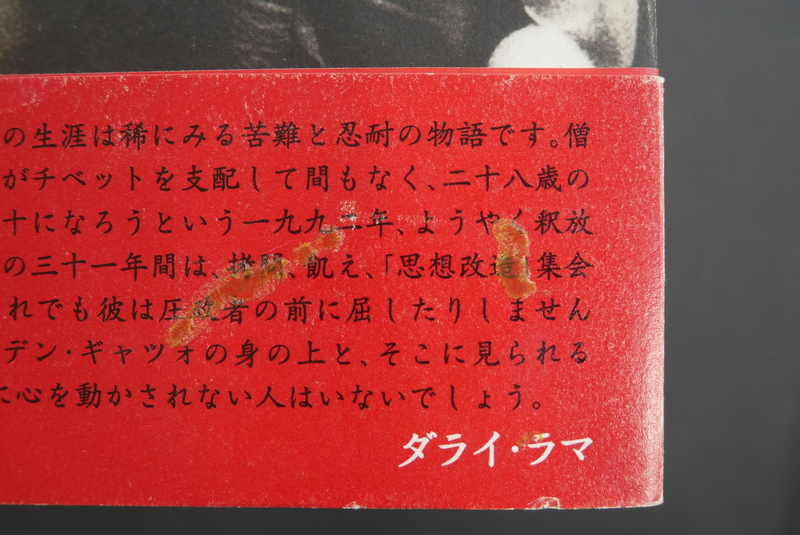 の生涯は稀にみる苦難と忍耐の物語です。僧
がチベットを支配して間もなく、二十八歳の
十になろうという一九九二年、ようやく釈放
の三十一年間は、拷問、飢え、「思想改造」集会
れでも彼は圧政者の前に屈したりしません
デン・ギャツォの身の上と、そこに見られる
に心を動かされない人はいないでしょう。
ダライ・ラマ